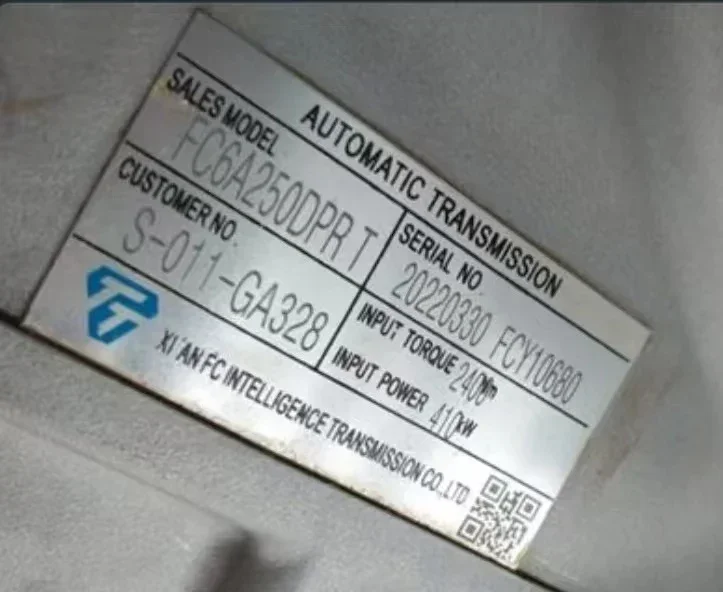 AUTOMATIC TRANSMISSION
SALES MODEL
FC6A250DPR T
SERIAL NO
20220330 FCY10680
CUSTOMER NO.
S-011-GA328
INPUT TORQUE 2400Nm
INPUT POWER 410kW
XI'AN FC INTELLIGENCE TRANSMISSION CO.,LTD